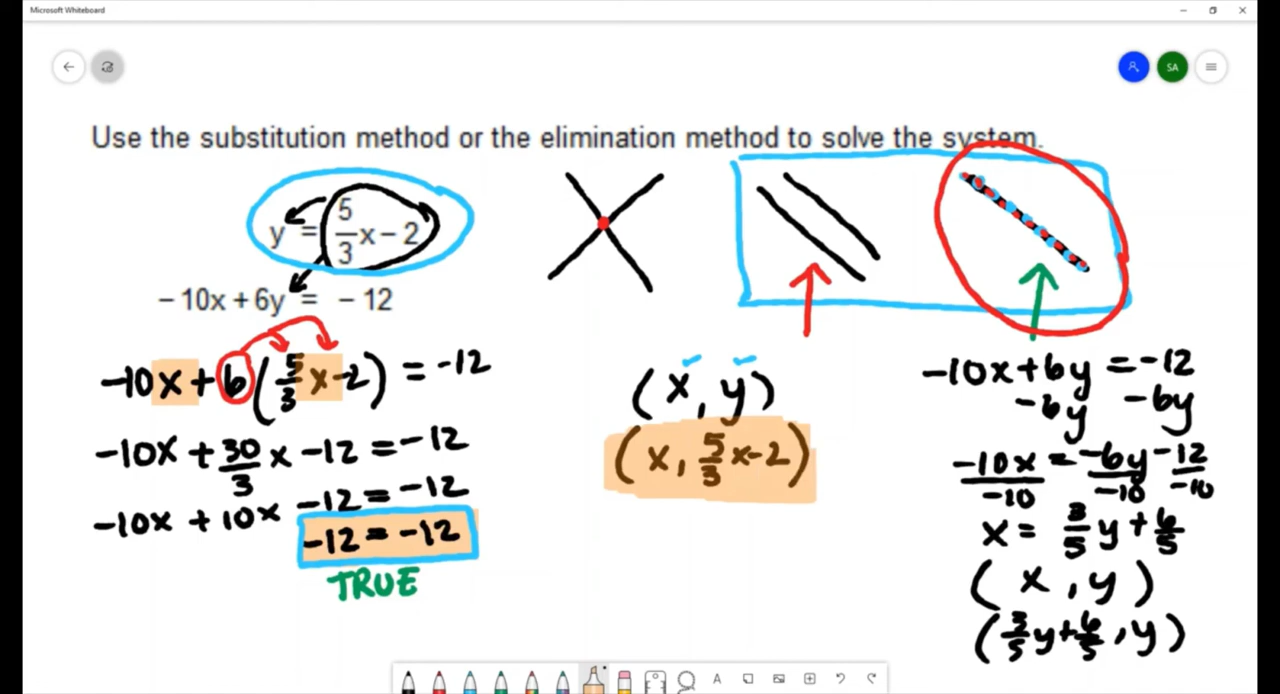 Microsoft Whiteboard
SA
Use the substitution method or the elimination method to solve the system.
y = 5/3 x - 2
- 10x + 6y = - 12
-10x + 6(5/3 x - 2) = -12
-10x + 30/3 x - 12 = -12
-10x + 10x - 12 = -12
-12 = -12
TRUE
(x, y)
(x, 5/3 x - 2)
-10x + 6y = -12
-6y -6y
-10x/-10 = -6y/-10 -12/-10
x = 3/5 y + 6/5
(x, y)
(3/5 y + 6/5, y)
A